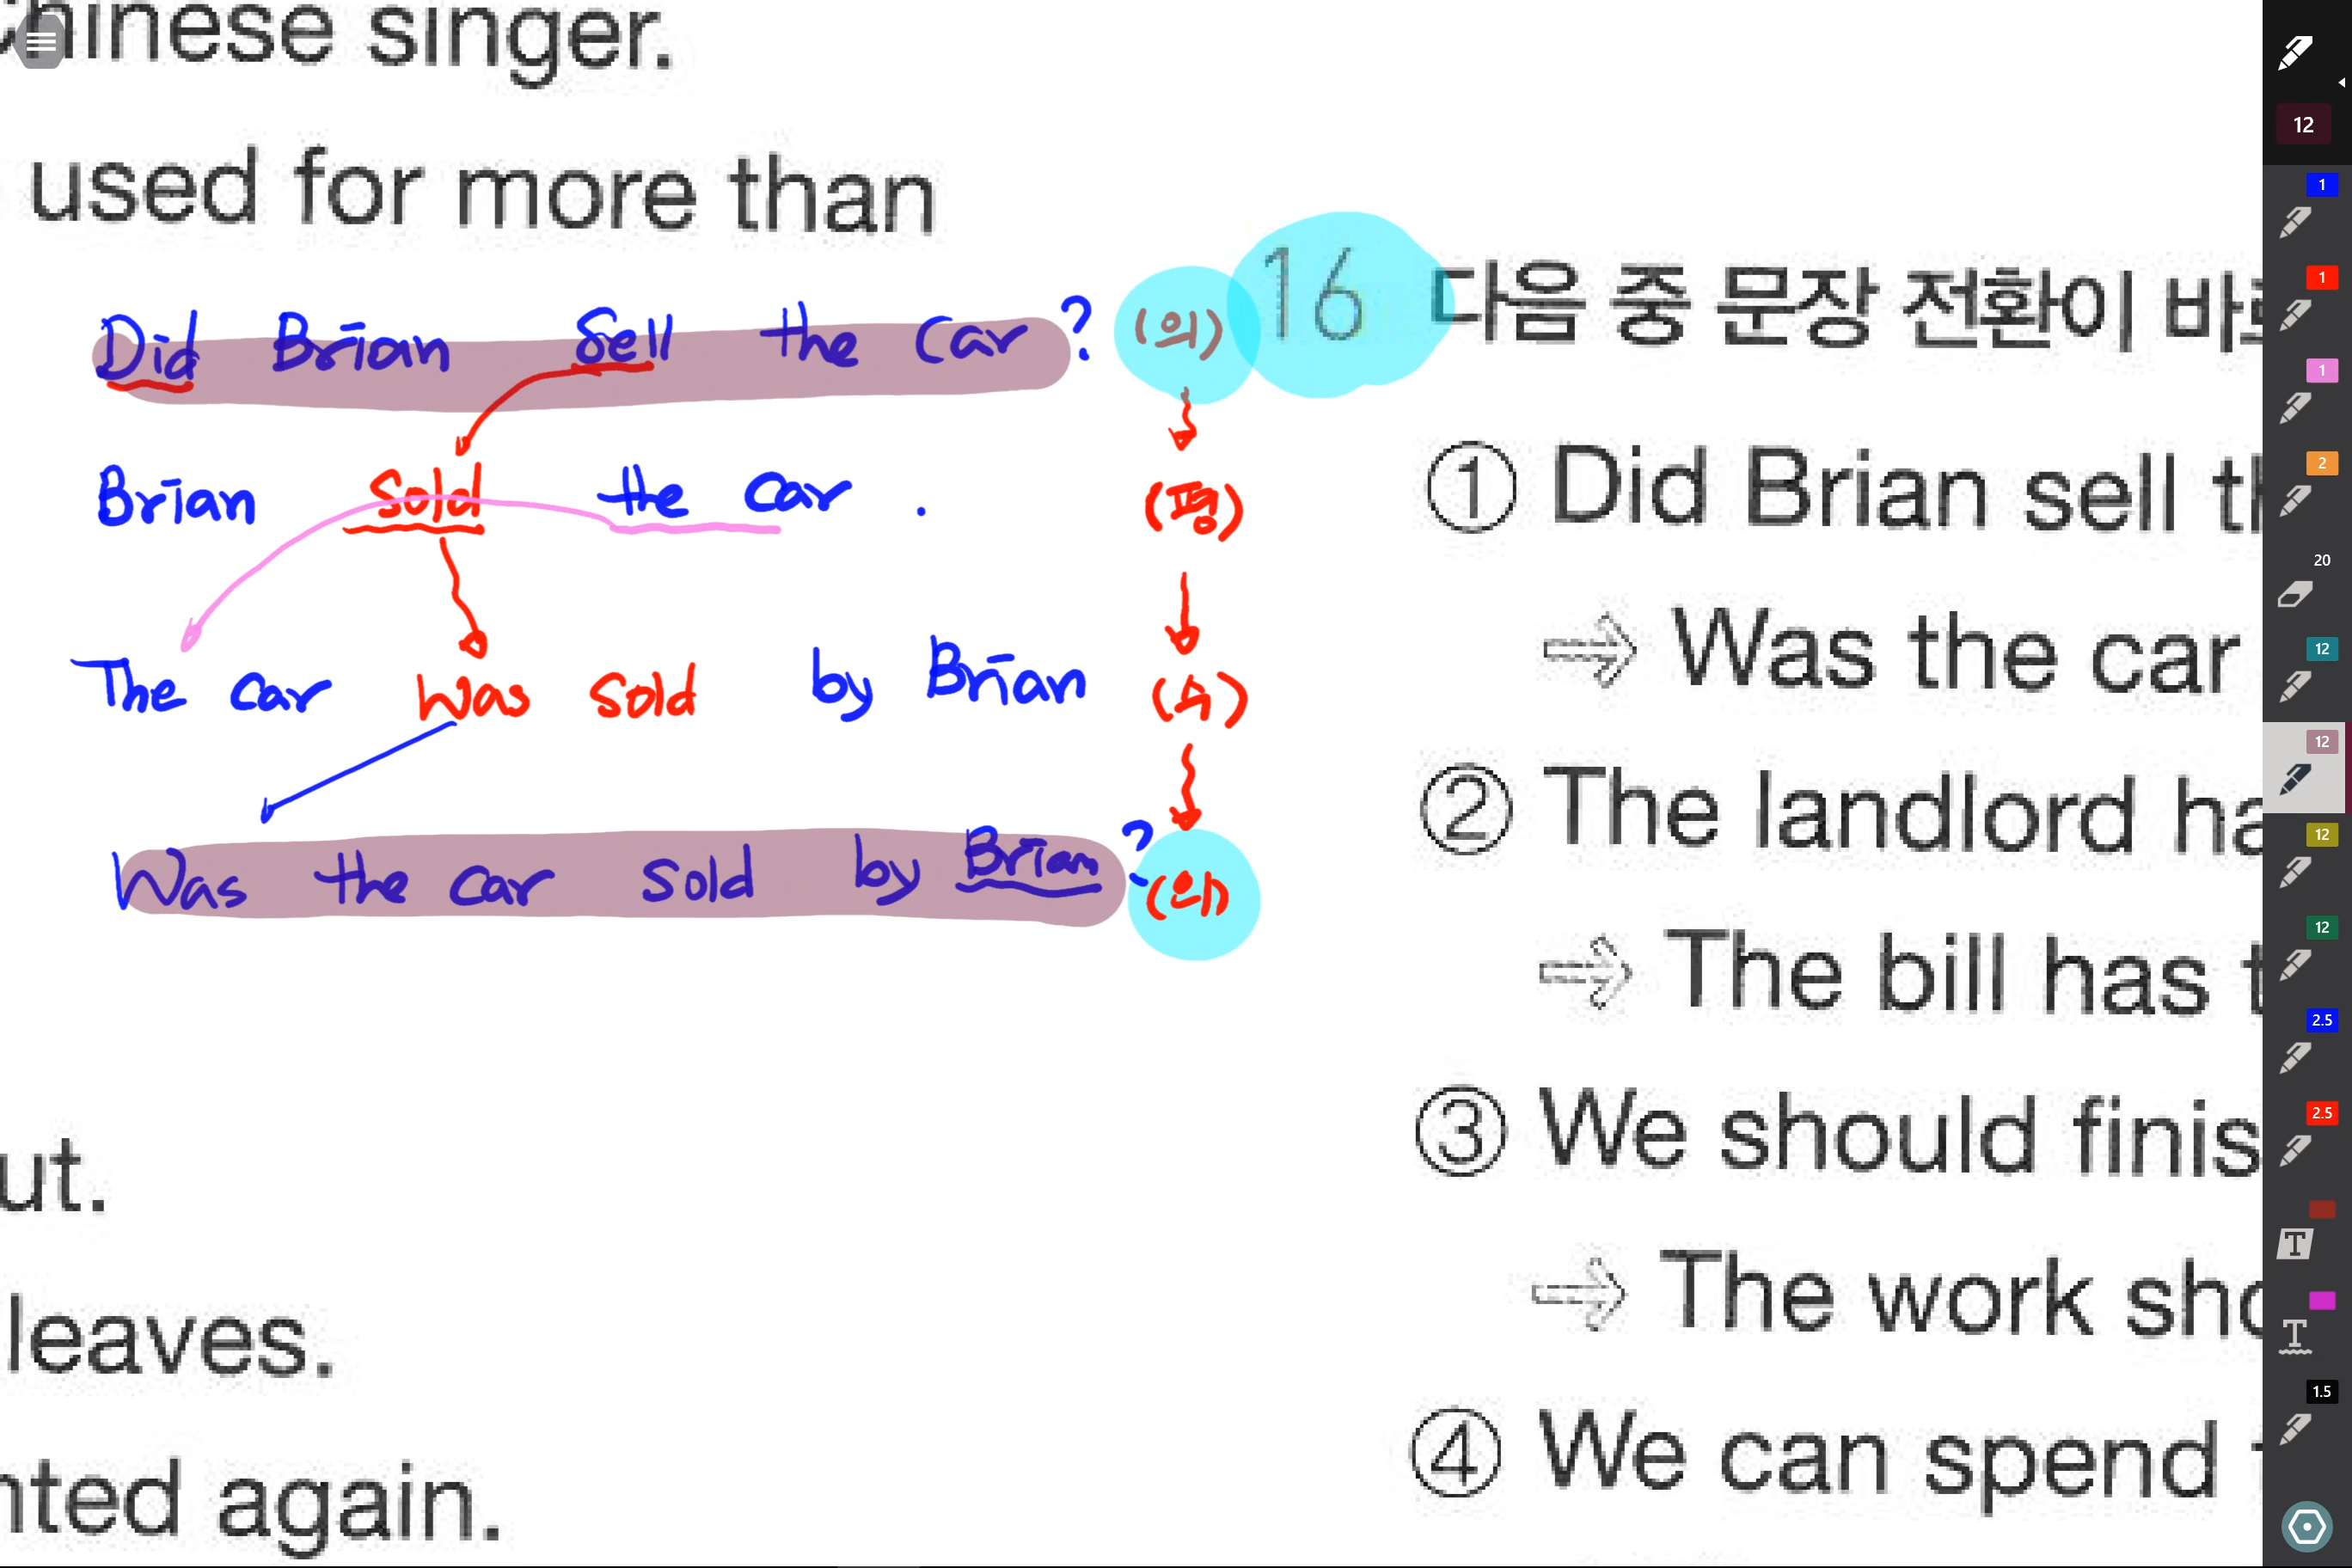 Chinese singer.
used for more than
Did Brian Sell the Car? (의)
Brian Sold the car. (평)
The car was sold by Brian (수)
Was the car sold by Brian? (의)
ut.
leaves.
nted again.
16 다음 중 문장 전환이 바
① Did Brian sell th
⇨ Was the car
② The landlord ha
⇨ The bill has t
③ We should finis
⇨ The work sho
④ We can spend
12
1
1
1
2
20
12
12
12
12
2.5
2.5
T
T
1.5